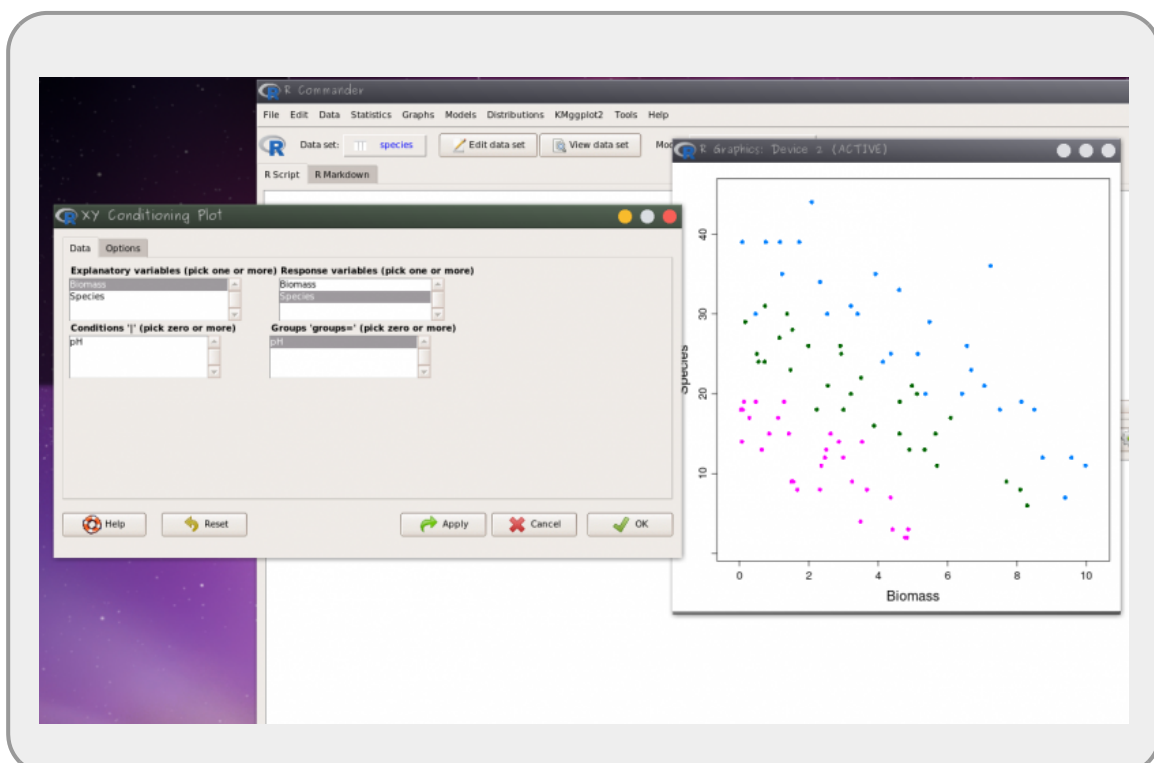 R Commander
File Edit Data Statistics Graphs Models Distributions KMggplot2 Tools Help
Data set: species Edit data set View data set
R Script R Markdown
XY Conditioning Plot
Data Options
Explanatory variables (pick one or more) Response variables (pick one or more)
Biomass Biomass
Species Species
Conditions '|' (pick zero or more) Groups 'groups=' (pick zero or more)
pH pH
Help Reset Apply Cancel OK
R Graphics: Device 2 (ACTIVE)
40
30
20
10
Species
0 2 4 6 8 10
Biomass